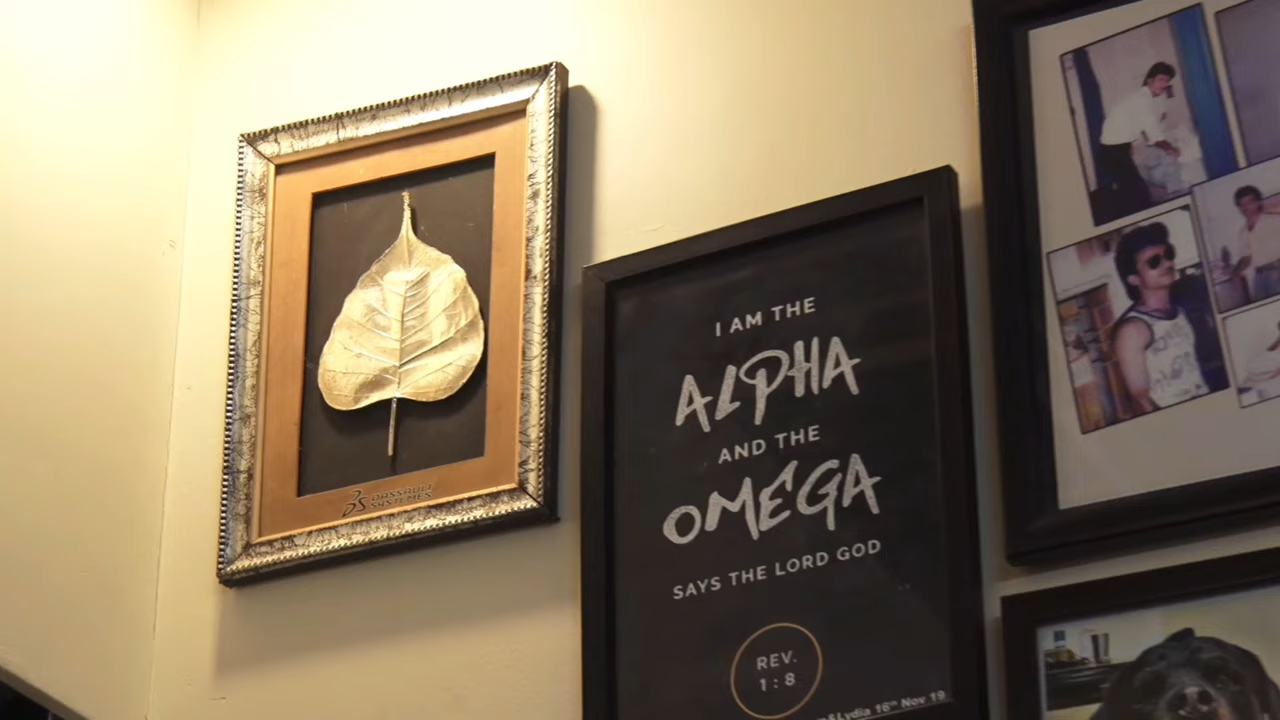 DASSAULT
SYSTEMES
I AM THE
ALPHA
AND THE
OMEGA
SAYS THE LORD GOD
REV.
1 : 8
&Lydia 16th Nov 19